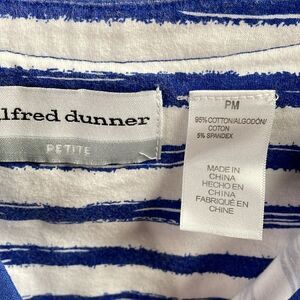 lfred dunner
PETITE
PM
95% COTTON/ALGODÓN/
COTON
5% SPANDEX
MADE IN
CHINA
HECHO EN
CHINA
FABRIQUÉ EN
CHINE